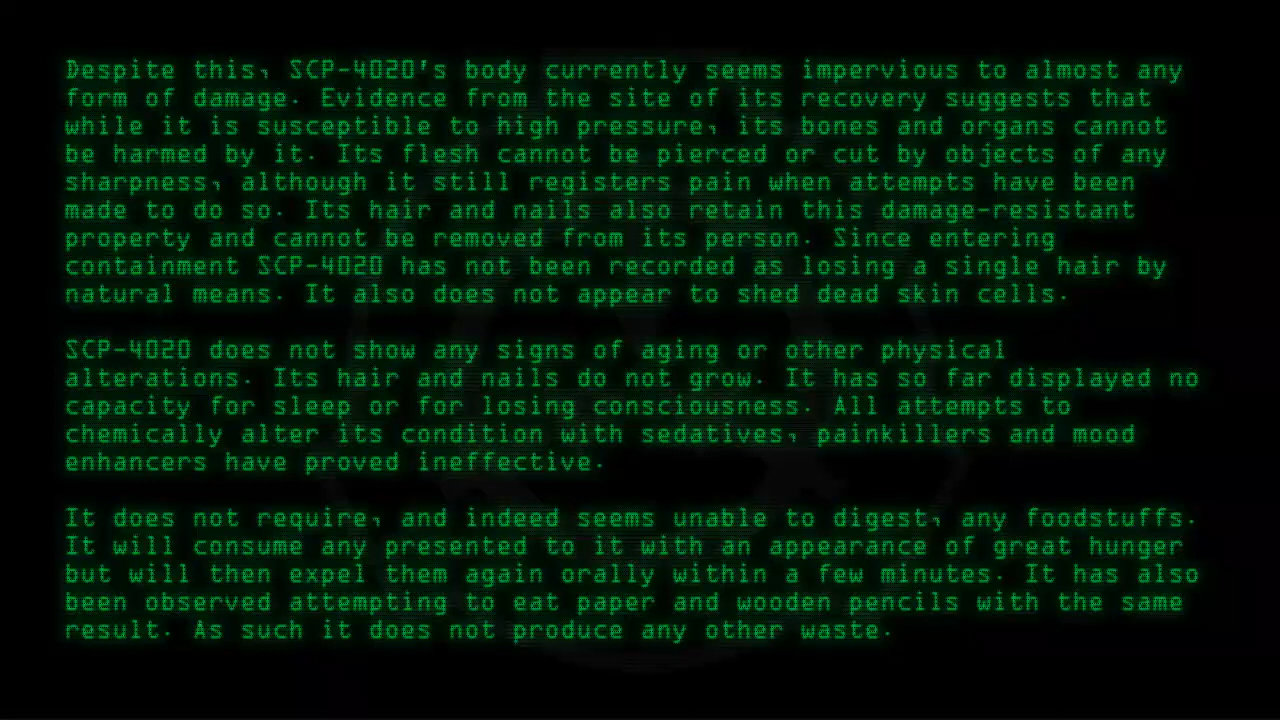 Despite this, SCP-4020's body currently seems impervious to almost any
form of damage. Evidence from the site of its recovery suggests that
while it is susceptible to high pressure, its bones and organs cannot
be harmed by it. Its flesh cannot be pierced or cut by objects of any
sharpness, although it still registers pain when attempts have been
made to do so. Its hair and nails also retain this damage-resistant
property and cannot be removed from its person. Since entering
containment SCP-4020 has not been recorded as losing a single hair by
natural means. It also does not appear to shed dead skin cells.

SCP-4020 does not show any signs of aging or other physical
alterations. Its hair and nails do not grow. It has so far displayed no
capacity for sleep or for losing consciousness. All attempts to
chemically alter its condition with sedatives, painkillers and mood
enhancers have proved ineffective.

It does not require, and indeed seems unable to digest, any foodstuffs.
It will consume any presented to it with an appearance of great hunger
but will then expel them again orally within a few minutes. It has also
been observed attempting to eat paper and wooden pencils with the same
result. As such it does not produce any other waste.